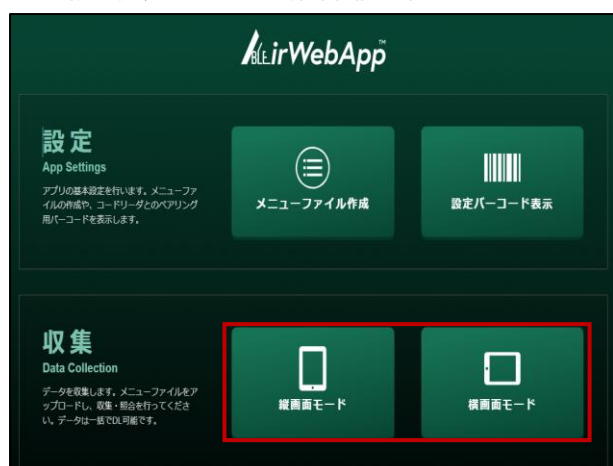 ABLEirWebApp™
設定
App Settings
アプリの基本設定を行います。メニューファ
イルの作成や、コードリーダとのペアリング
用バーコードを表示します。
メニューファイル作成
設定バーコード表示
収集
Data Collection
データを収集します。メニューファイルをア
ップロードし、収集・照合を行ってくださ
い。データは一括でDL可能です。
縦画面モード
横画面モード